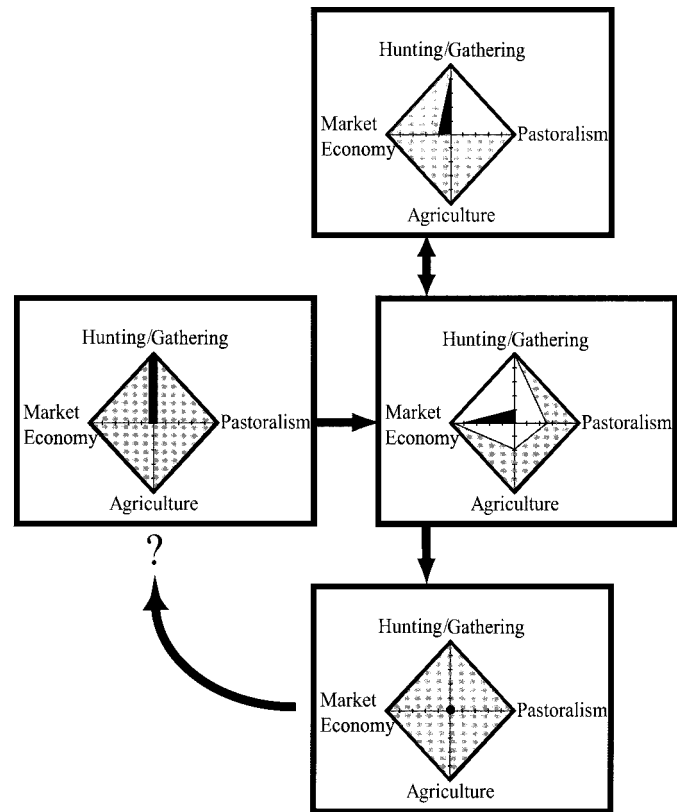 Hunting/Gathering
Market
Economy
Pastoralism
Agriculture
Hunting/Gathering
Market
Economy
Pastoralism
Agriculture
Hunting/Gathering
Market
Economy
Pastoralism
Agriculture
?
Hunting/Gathering
Market
Economy
Pastoralism
Agriculture